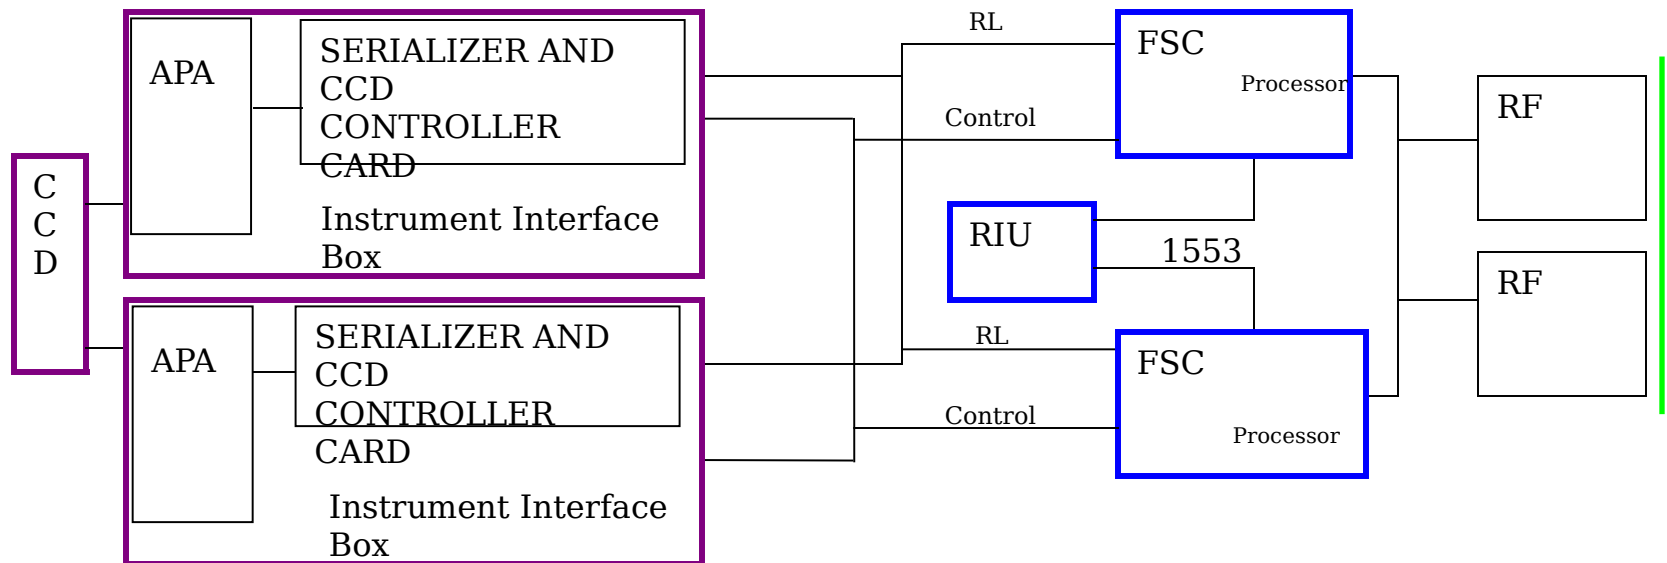 C
C
D
APA
SERIALIZER AND
CCD
CONTROLLER
CARD
Instrument Interface
Box
APA
SERIALIZER AND
CCD
CONTROLLER
CARD
Instrument Interface
Box
RL
Control
FSC
Processor
RIU
1553
RL
Control
FSC
Processor
RF
RF